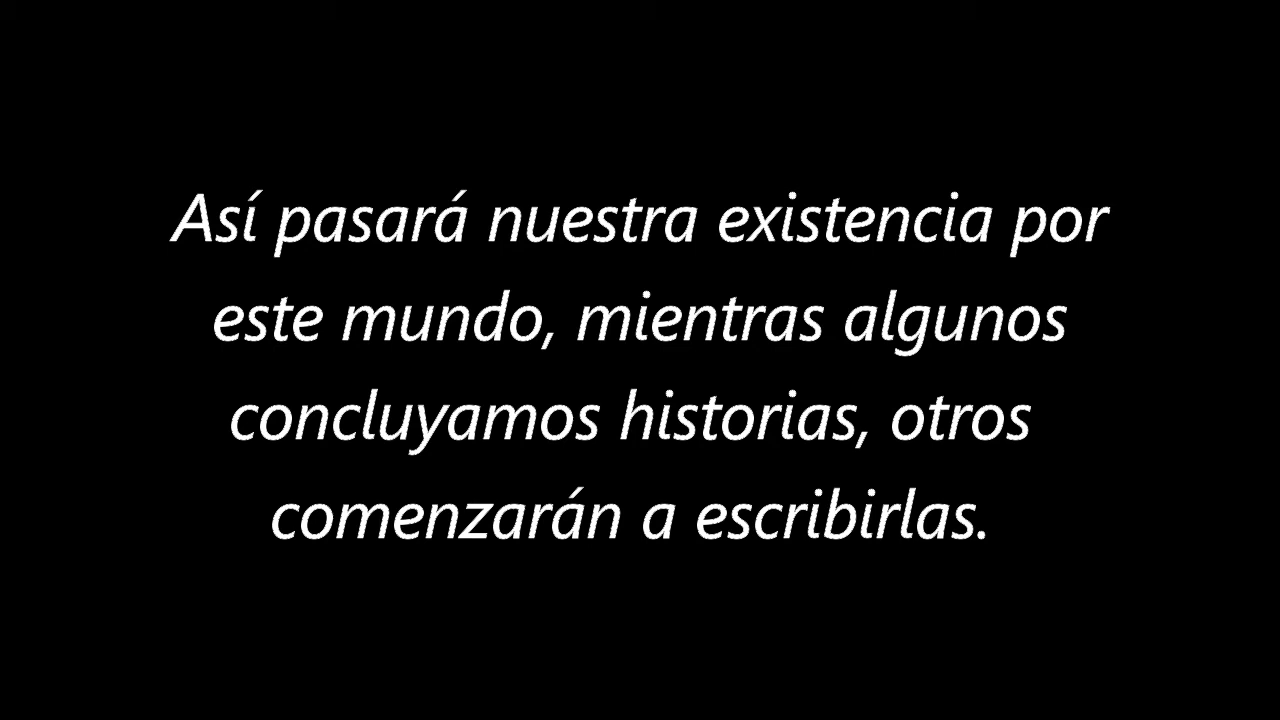 Así pasará nuestra existencia por
este mundo, mientras algunos
concluyamos historias, otros
comenzarán a escribirlas.